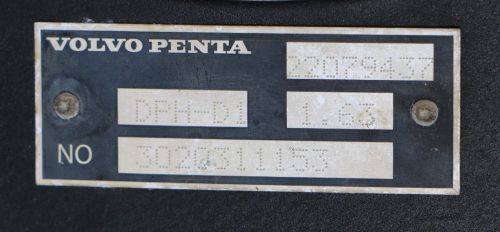 VOLVO PENTA
22079437
DPH-D1 1.63
NO 3020311153